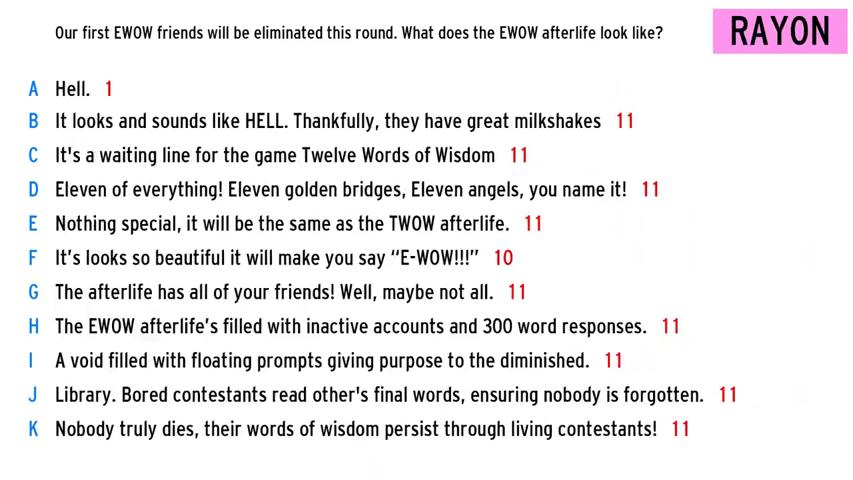 Our first EWOW friends will be eliminated this round. What does the EWOW afterlife look like?
RAYON
A Hell. 1
B It looks and sounds like HELL. Thankfully, they have great milkshakes 11
C It's a waiting line for the game Twelve Words of Wisdom 11
D Eleven of everything! Eleven golden bridges, Eleven angels, you name it! 11
E Nothing special, it will be the same as the TWOW afterlife. 11
F It’s looks so beautiful it will make you say “E-WOW!!!” 10
G The afterlife has all of your friends! Well, maybe not all. 11
H The EWOW afterlife’s filled with inactive accounts and 300 word responses. 11
I A void filled with floating prompts giving purpose to the diminished. 11
J Library. Bored contestants read other's final words, ensuring nobody is forgotten. 11
K Nobody truly dies, their words of wisdom persist through living contestants! 11